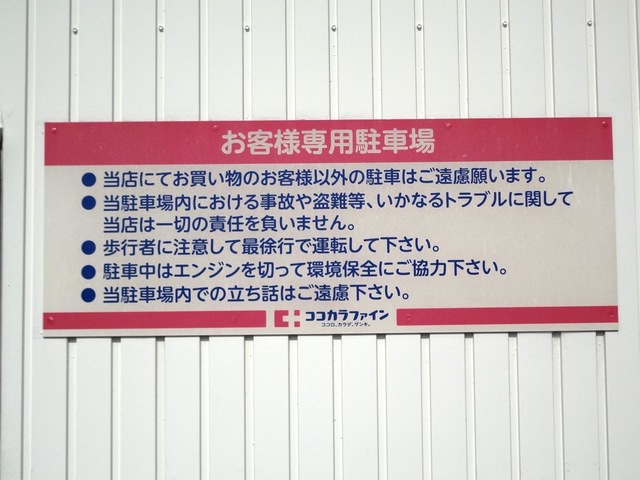 お客様専用駐車場
●当店にてお買い物のお客様以外の駐車はご遠慮願います。
●当駐車場内における事故や盗難等、いかなるトラブルに関して
当店は一切の責任を負いません。
●歩行者に注意して最徐行で運転して下さい。
●駐車中はエンジンを切って環境保全にご協力下さい。
●当駐車場内での立ち話はご遠慮下さい。
ココカラファイン
ココロ、カラダ、ゲンキ。